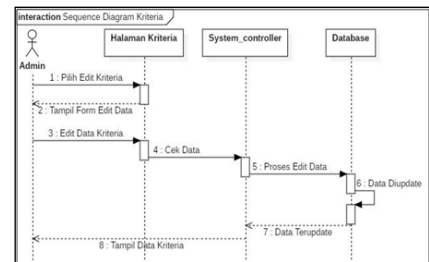 interaction Sequence Diagram Kriteria
Halaman Kriteria
System_controller
Database
Admin
1 : Pilih Edit Kriteria
2 : Tampil Form Edit Data
3 : Edit Data Kriteria
4 : Cek Data
5 : Proses Edit Data
6 : Data Diupdate
7 : Data Terupdate
8 : Tampil Data Kriteria